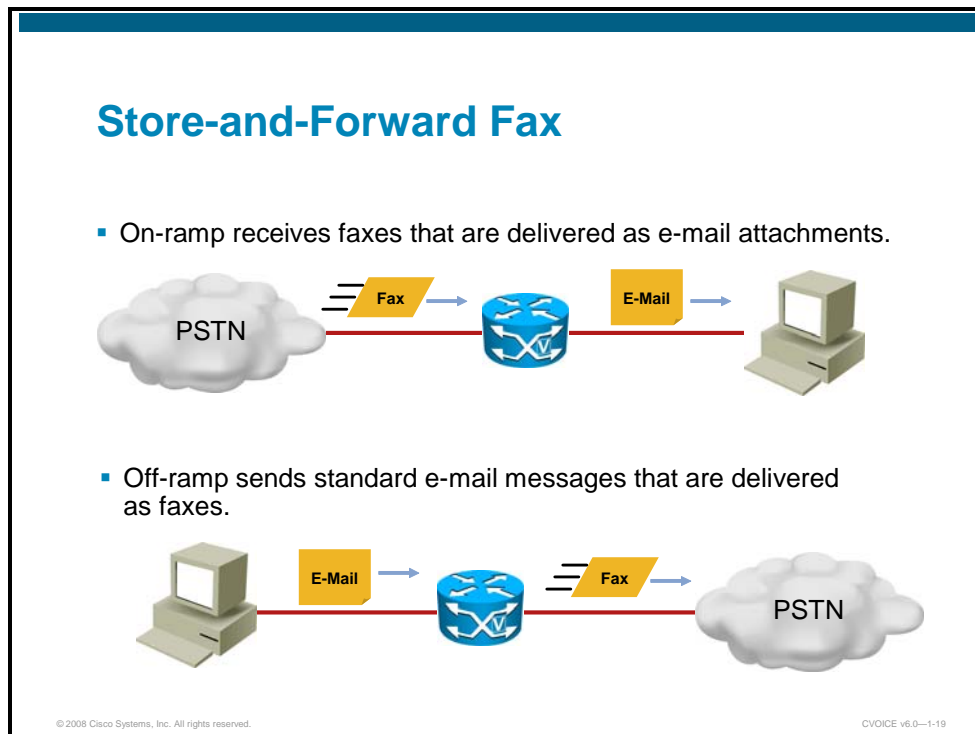 Store-and-Forward Fax
▪ On-ramp receives faxes that are delivered as e-mail attachments.
PSTN
Fax
V
E-Mail
▪ Off-ramp sends standard e-mail messages that are delivered
as faxes.
E-Mail
V
Fax
PSTN
© 2008 Cisco Systems, Inc. All rights reserved.
CVOICE v6.0—1-19